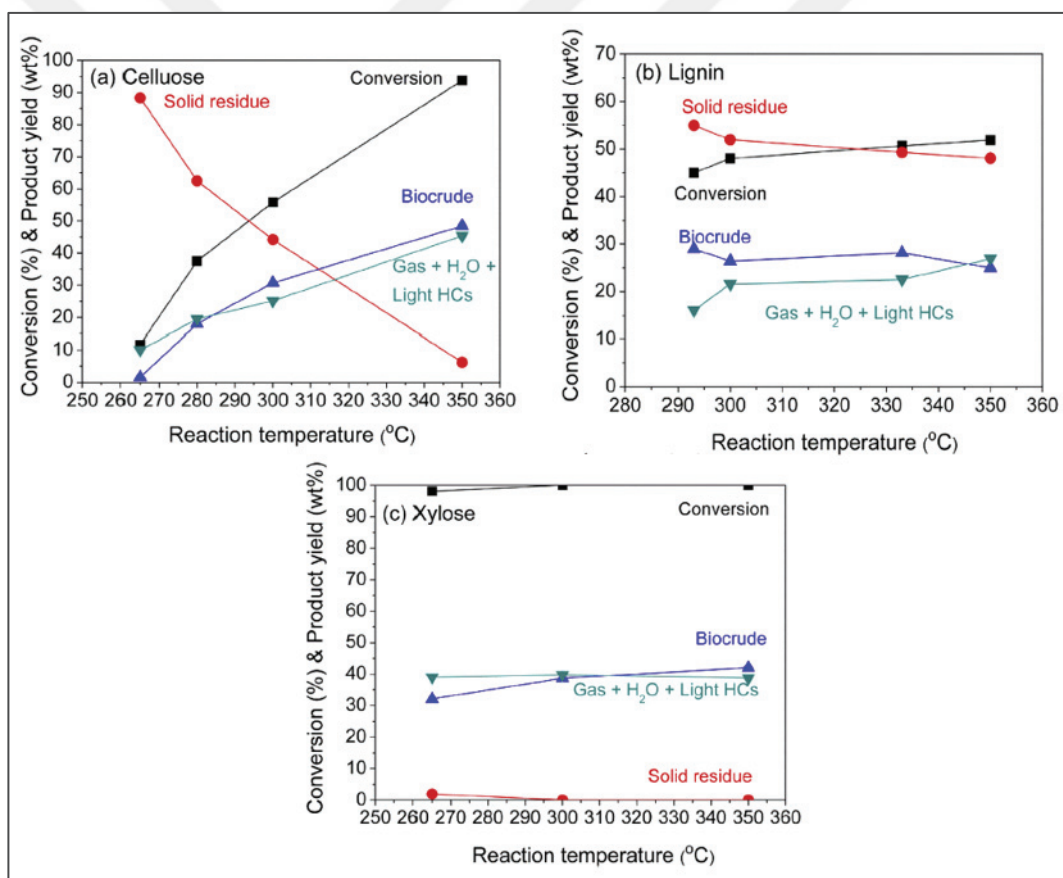 (a) Celluose
Conversion
Solid residue
Biocrude
Gas + H₂O +
Light HCs
Conversion (%) & Product yield (wt%)
100
90
80
70
60
50
40
30
20
10
0
250 260 270 280 290 300 310 320 330 340 350 360
Reaction temperature (°C)
(b) Lignin
Solid residue
Conversion
Biocrude
Gas + H₂O + Light HCs
Conversion (%) & Product yield (wt%)
70
60
50
40
30
20
10
0
280 290 300 310 320 330 340 350 360
Reaction temperature (°C)
(c) Xylose
Conversion
Biocrude
Gas + H₂O + Light HCs
Solid residue
Conversion (%) & Product yield (wt%)
100
90
80
70
60
50
40
30
20
10
0
250 260 270 280 290 300 310 320 330 340 350 360
Reaction temperature (°C)